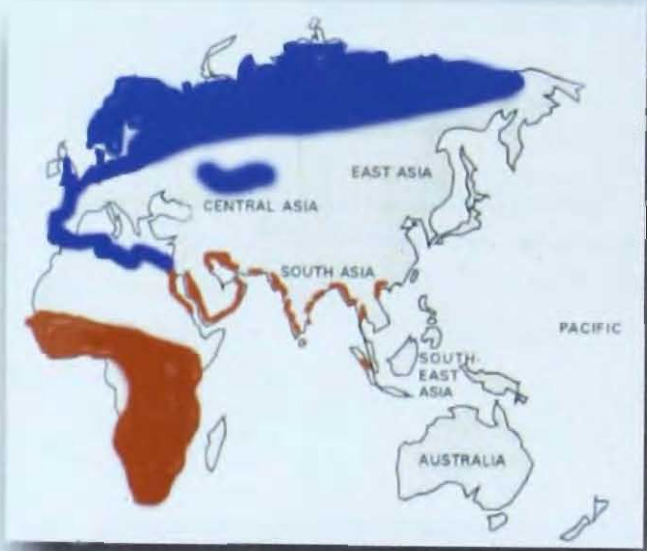 EAST ASIA
CENTRAL ASIA
SOUTH ASIA
PACIFIC
SOUTH-
EAST
ASIA
AUSTRALIA